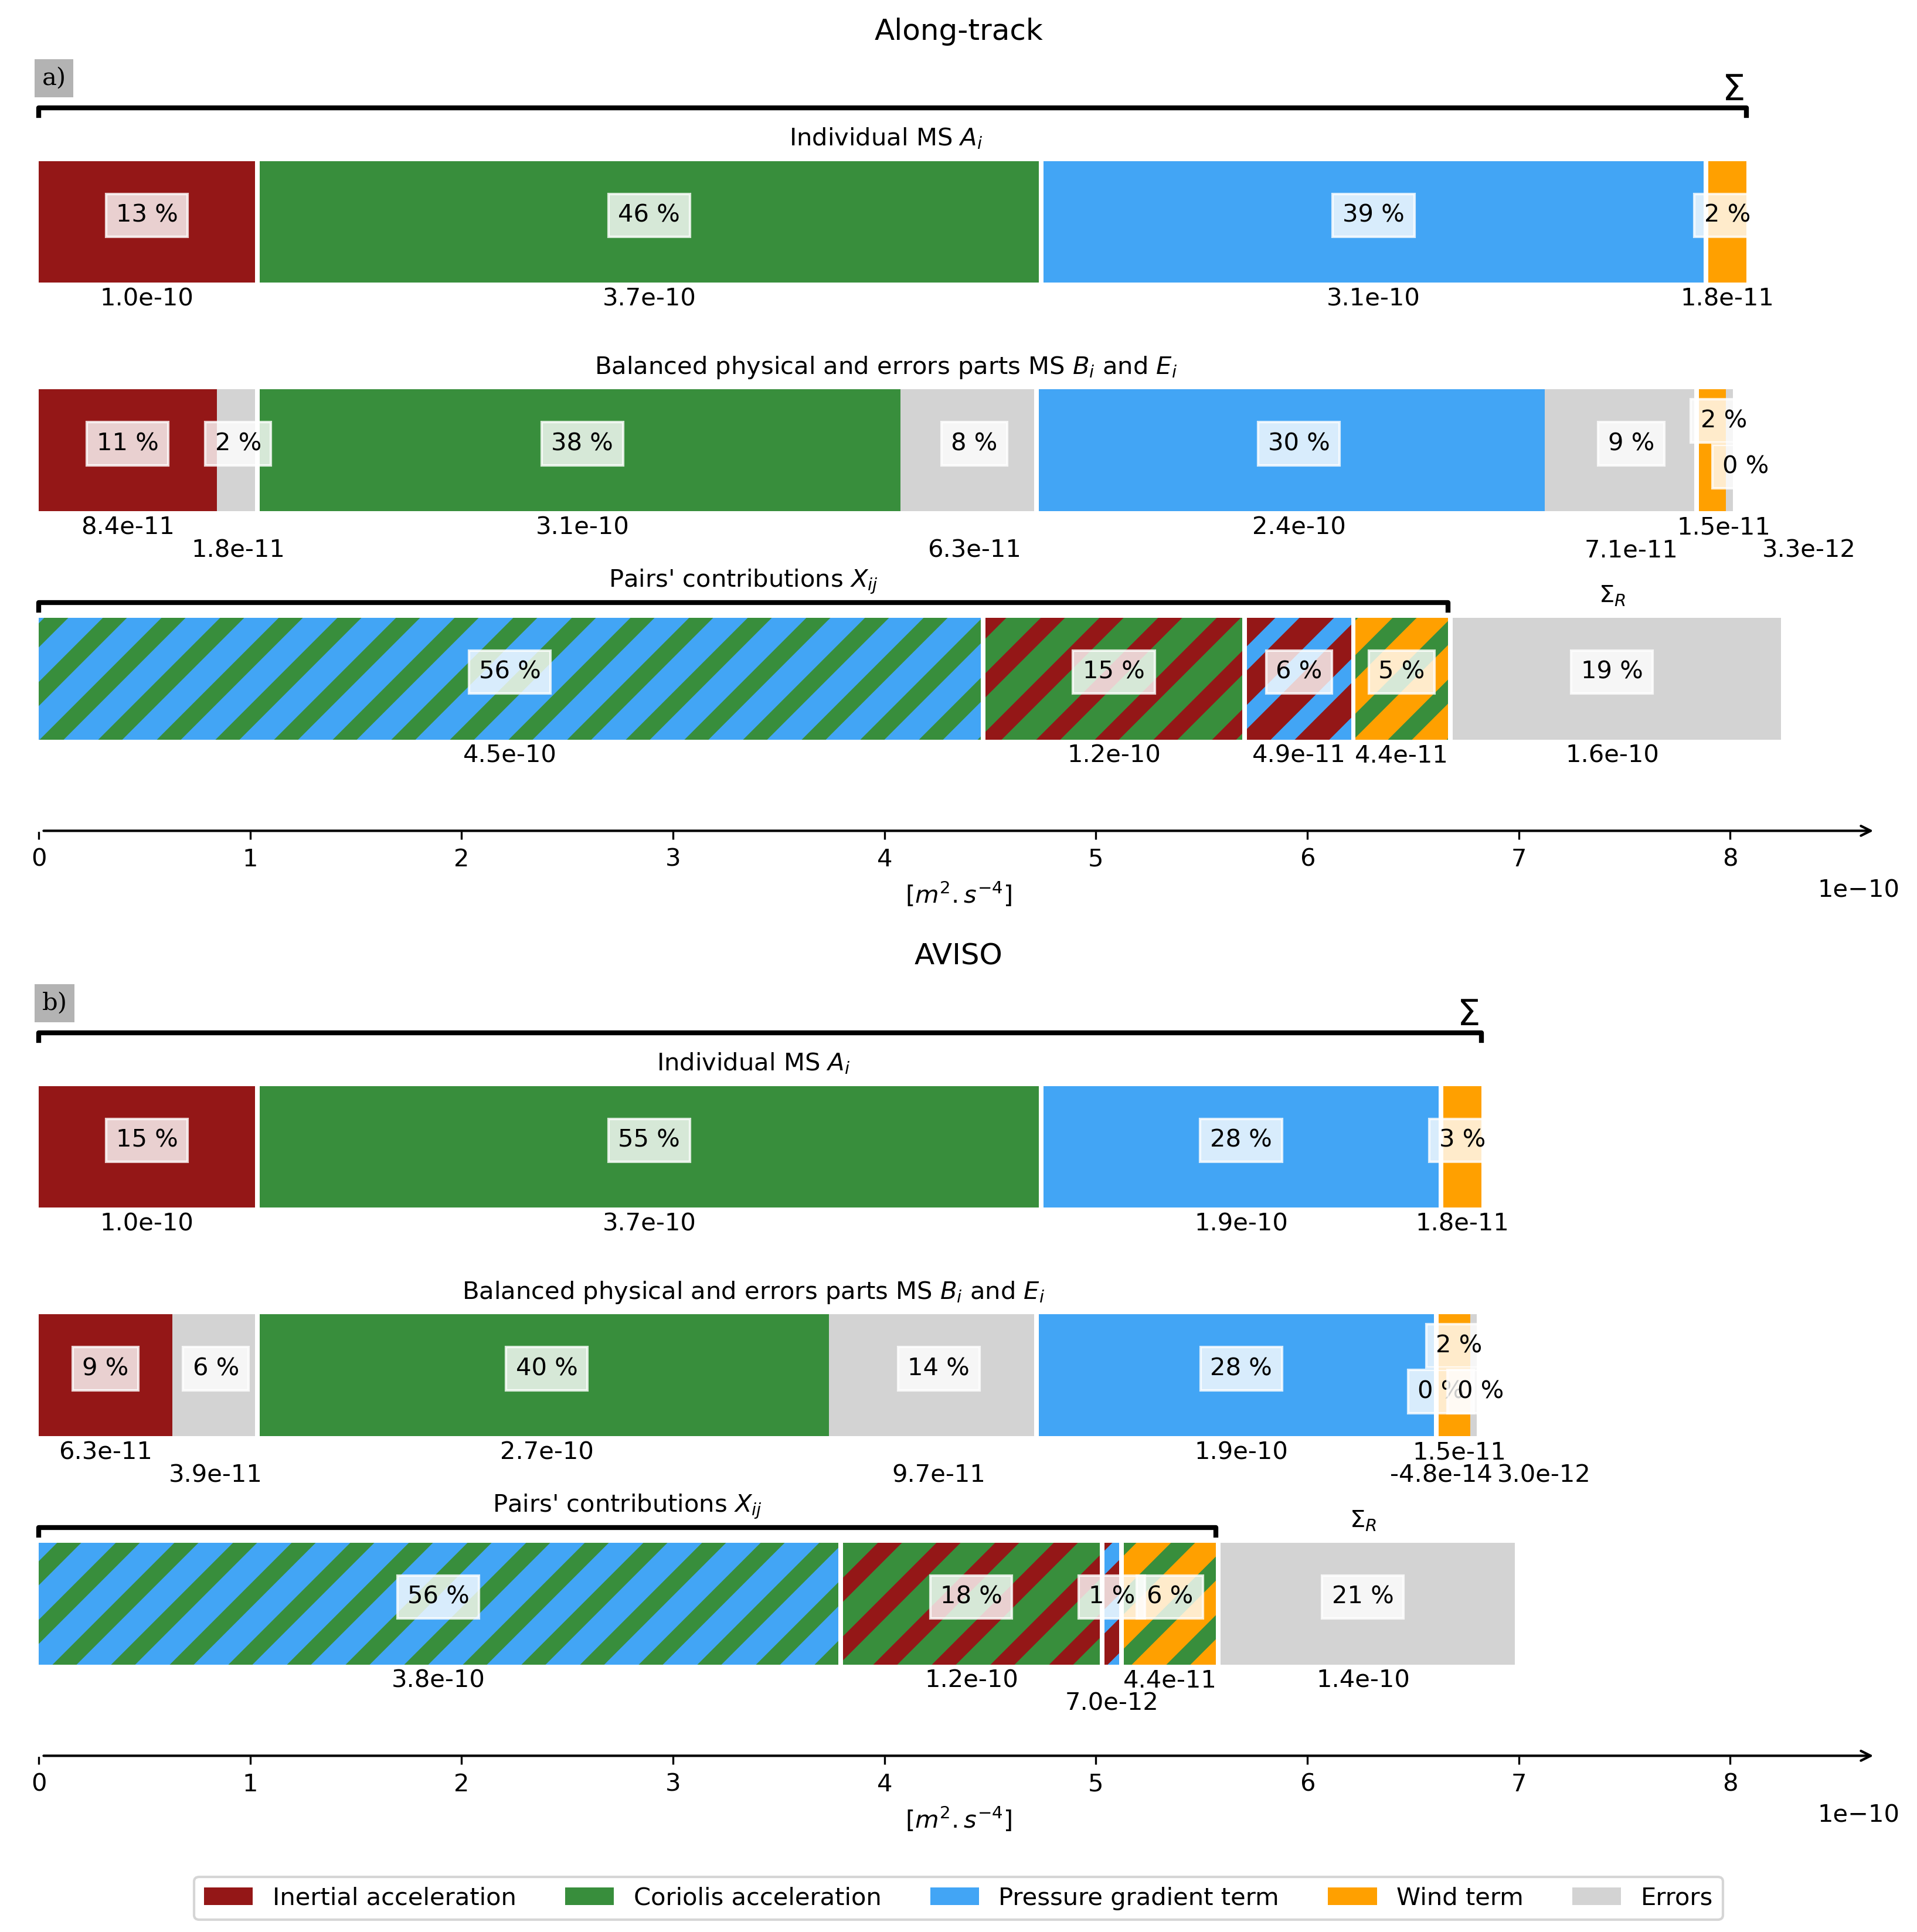 Along-track
a)
Σ
Individual MS A_i
13 % 46 % 39 % 2 %
1.0e-10 3.7e-10 3.1e-10 1.8e-11
Balanced physical and errors parts MS B_i and E_i
11 % 2 % 38 % 8 % 30 % 9 % 2 %
0 %
8.4e-11 3.1e-10 2.4e-10 1.5e-11
1.8e-11 6.3e-11 7.1e-11 3.3e-12
Pairs' contributions X_ij Σ_R
56 % 15 % 6 % 5 % 19 %
4.5e-10 1.2e-10 4.9e-11 4.4e-11 1.6e-10
0 1 2 3 4 5 6 7 8
1e−10
[m².s⁻⁴]
AVISO
b)
Σ
Individual MS A_i
15 % 55 % 28 % 3 %
1.0e-10 3.7e-10 1.9e-10 1.8e-11
Balanced physical and errors parts MS B_i and E_i
9 % 6 % 40 % 14 % 28 % 2 %
0 % 0 %
6.3e-11 2.7e-10 1.9e-10 1.5e-11
3.9e-11 9.7e-11 -4.8e-14 3.0e-12
Pairs' contributions X_ij Σ_R
56 % 18 % 1 % 6 % 21 %
3.8e-10 1.2e-10 4.4e-11 1.4e-10
7.0e-12
0 1 2 3 4 5 6 7 8
1e−10
[m².s⁻⁴]
Inertial acceleration Coriolis acceleration Pressure gradient term Wind term Errors